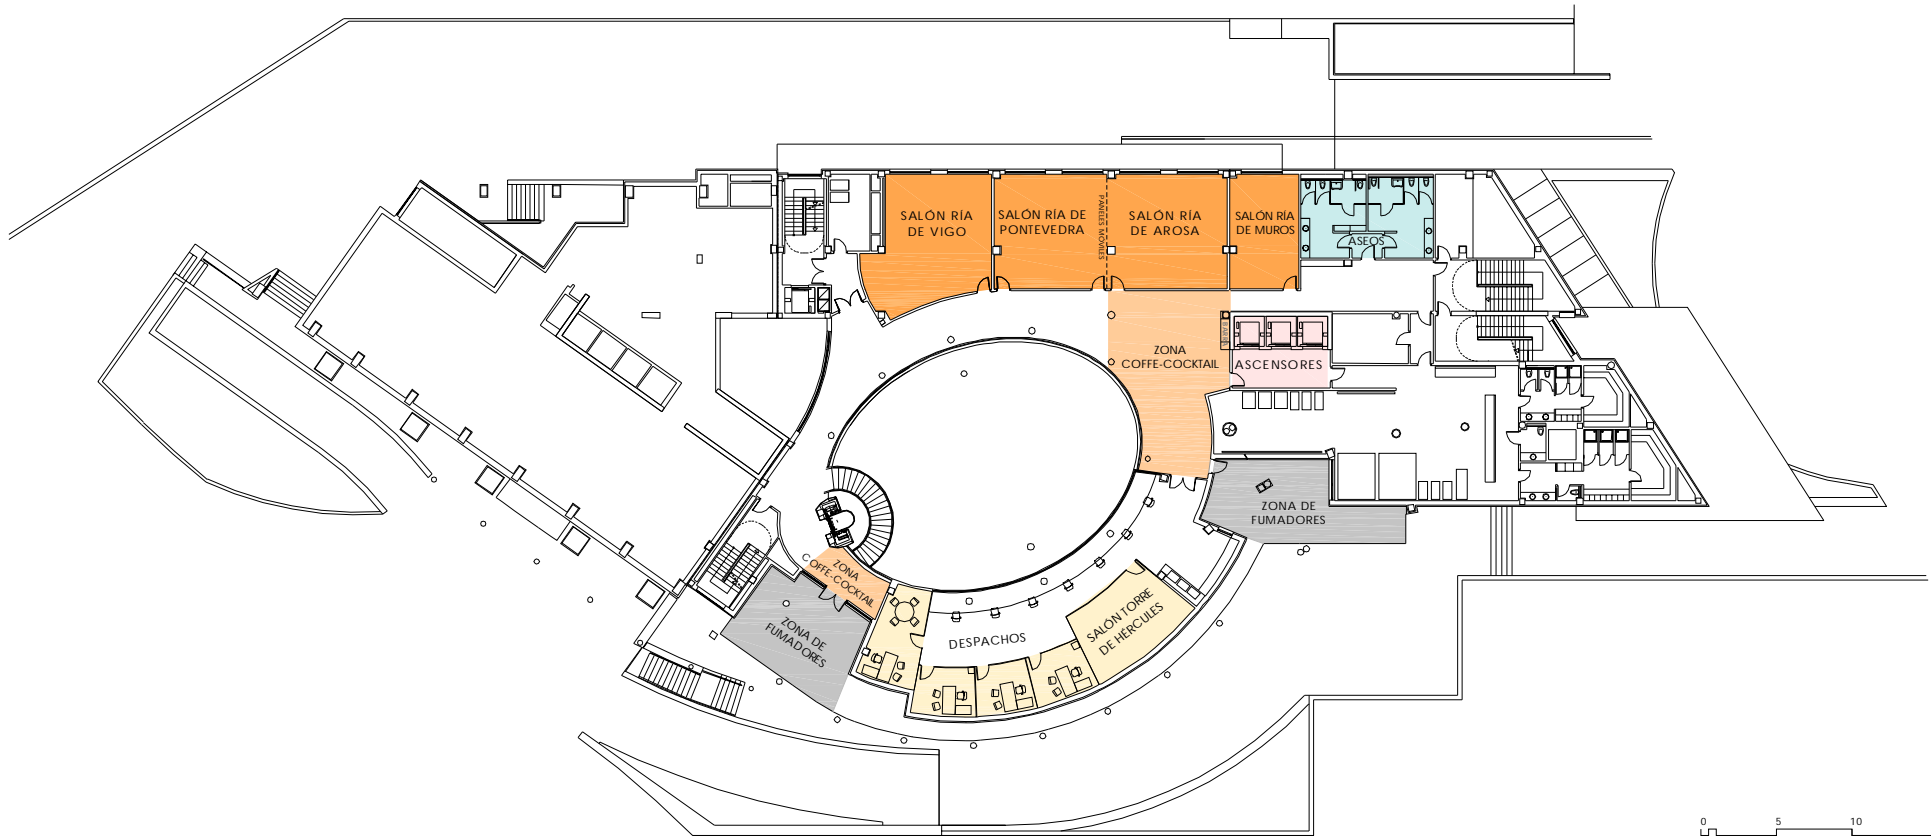 SALÓN RÍA
DE VIGO
SALÓN RÍA DE
PONTEVEDRA
PANELES MÓVILES
SALÓN RÍA
DE AROSA
SALÓN RÍA
DE MUROS
ASEOS
ZONA
COFFE-COCKTAIL
BARRA
ASCENSORES
ZONA DE
FUMADORES
ZONA
COFFE-COCKTAIL
ZONA DE
FUMADORES
DESPACHOS
SALÓN TORRE
DE HÉRCULES
0 5 10